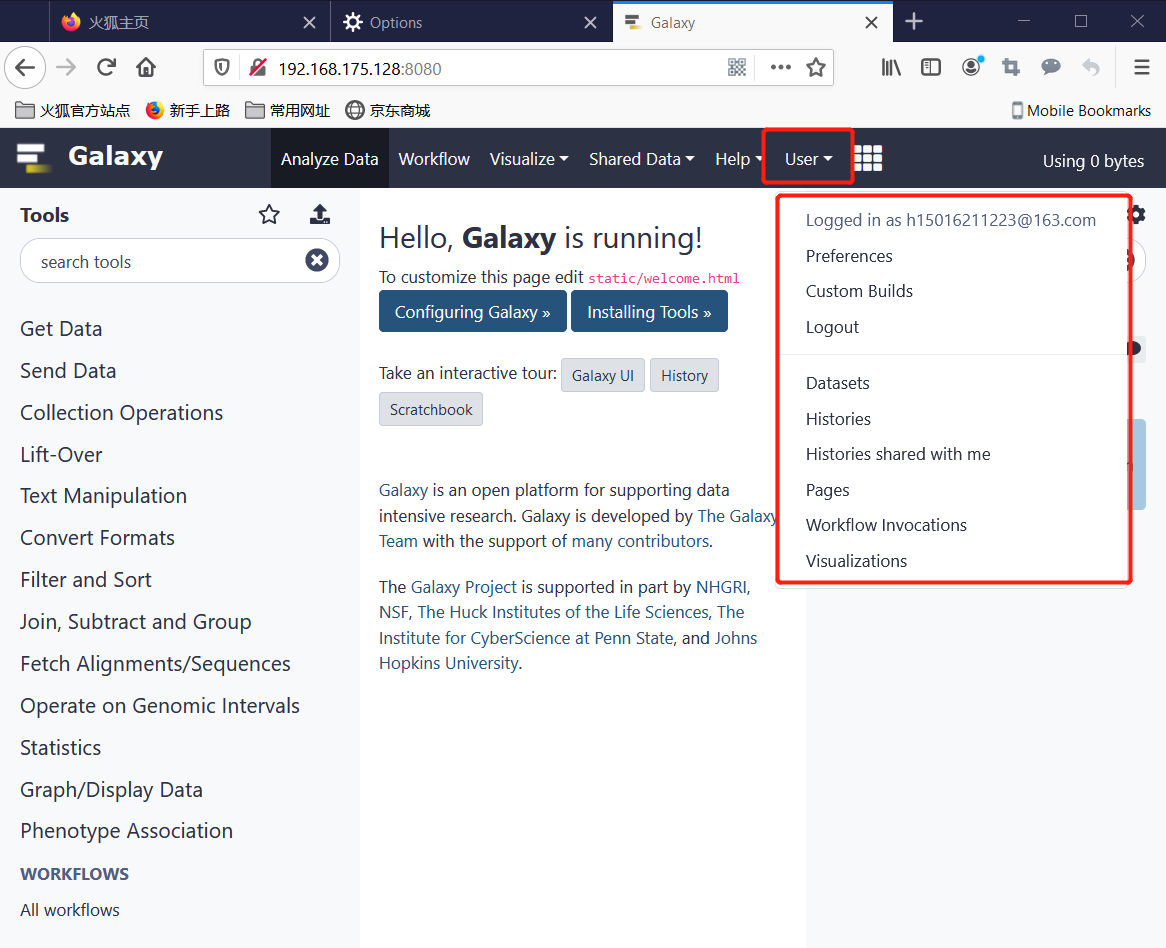 火狐主页
Options
Galaxy
192.168.175.128:8080
火狐官方站点
新手上路
常用网址
京东商城
Mobile Bookmarks
Galaxy
Analyze Data
Workflow
Visualize
Shared Data
Help
User
Using 0 bytes
Tools
search tools
Get Data
Send Data
Collection Operations
Lift-Over
Text Manipulation
Convert Formats
Filter and Sort
Join, Subtract and Group
Fetch Alignments/Sequences
Operate on Genomic Intervals
Statistics
Graph/Display Data
Phenotype Association
WORKFLOWS
All workflows
Hello, Galaxy is running!
To customize this page edit static/welcome.html
Configuring Galaxy »
Installing Tools »
Take an interactive tour: Galaxy UI History
Scratchbook
Galaxy is an open platform for supporting data
intensive research. Galaxy is developed by The Galaxy
Team with the support of many contributors.
The Galaxy Project is supported in part by NHGRI,
NSF, The Huck Institutes of the Life Sciences, The
Institute for CyberScience at Penn State, and Johns
Hopkins University.
Logged in as h15016211223@163.com
Preferences
Custom Builds
Logout
Datasets
Histories
Histories shared with me
Pages
Workflow Invocations
Visualizations